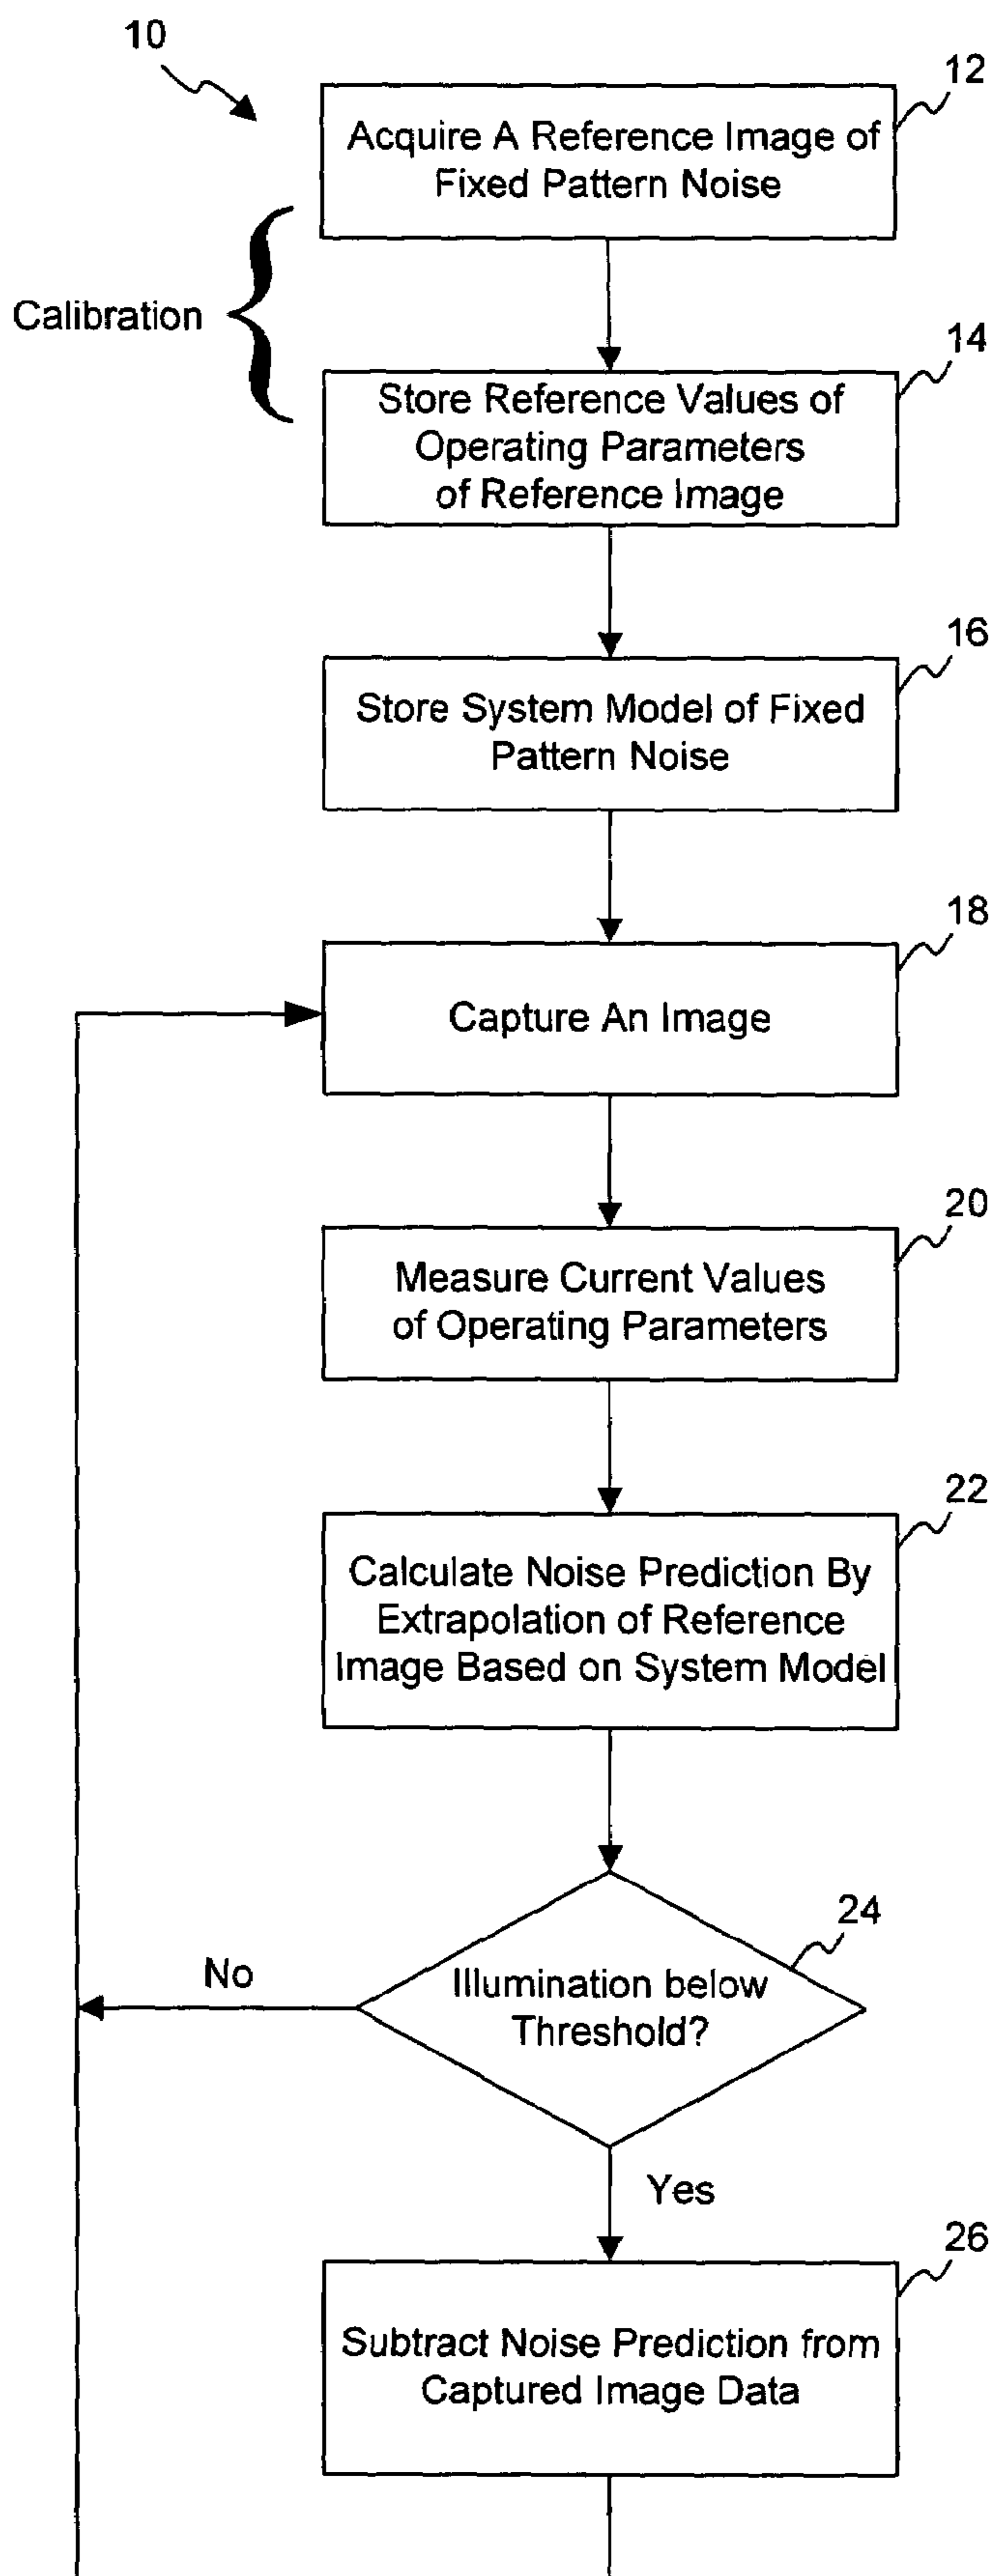 10
12
Acquire A Reference Image of
Fixed Pattern Noise
Calibration
14
Store Reference Values of
Operating Parameters
of Reference Image
16
Store System Model of Fixed
Pattern Noise
18
Capture An Image
20
Measure Current Values
of Operating Parameters
22
Calculate Noise Prediction By
Extrapolation of Reference
Image Based on System Model
24
Illumination below
Threshold?
No
Yes
26
Subtract Noise Prediction from
Captured Image Data